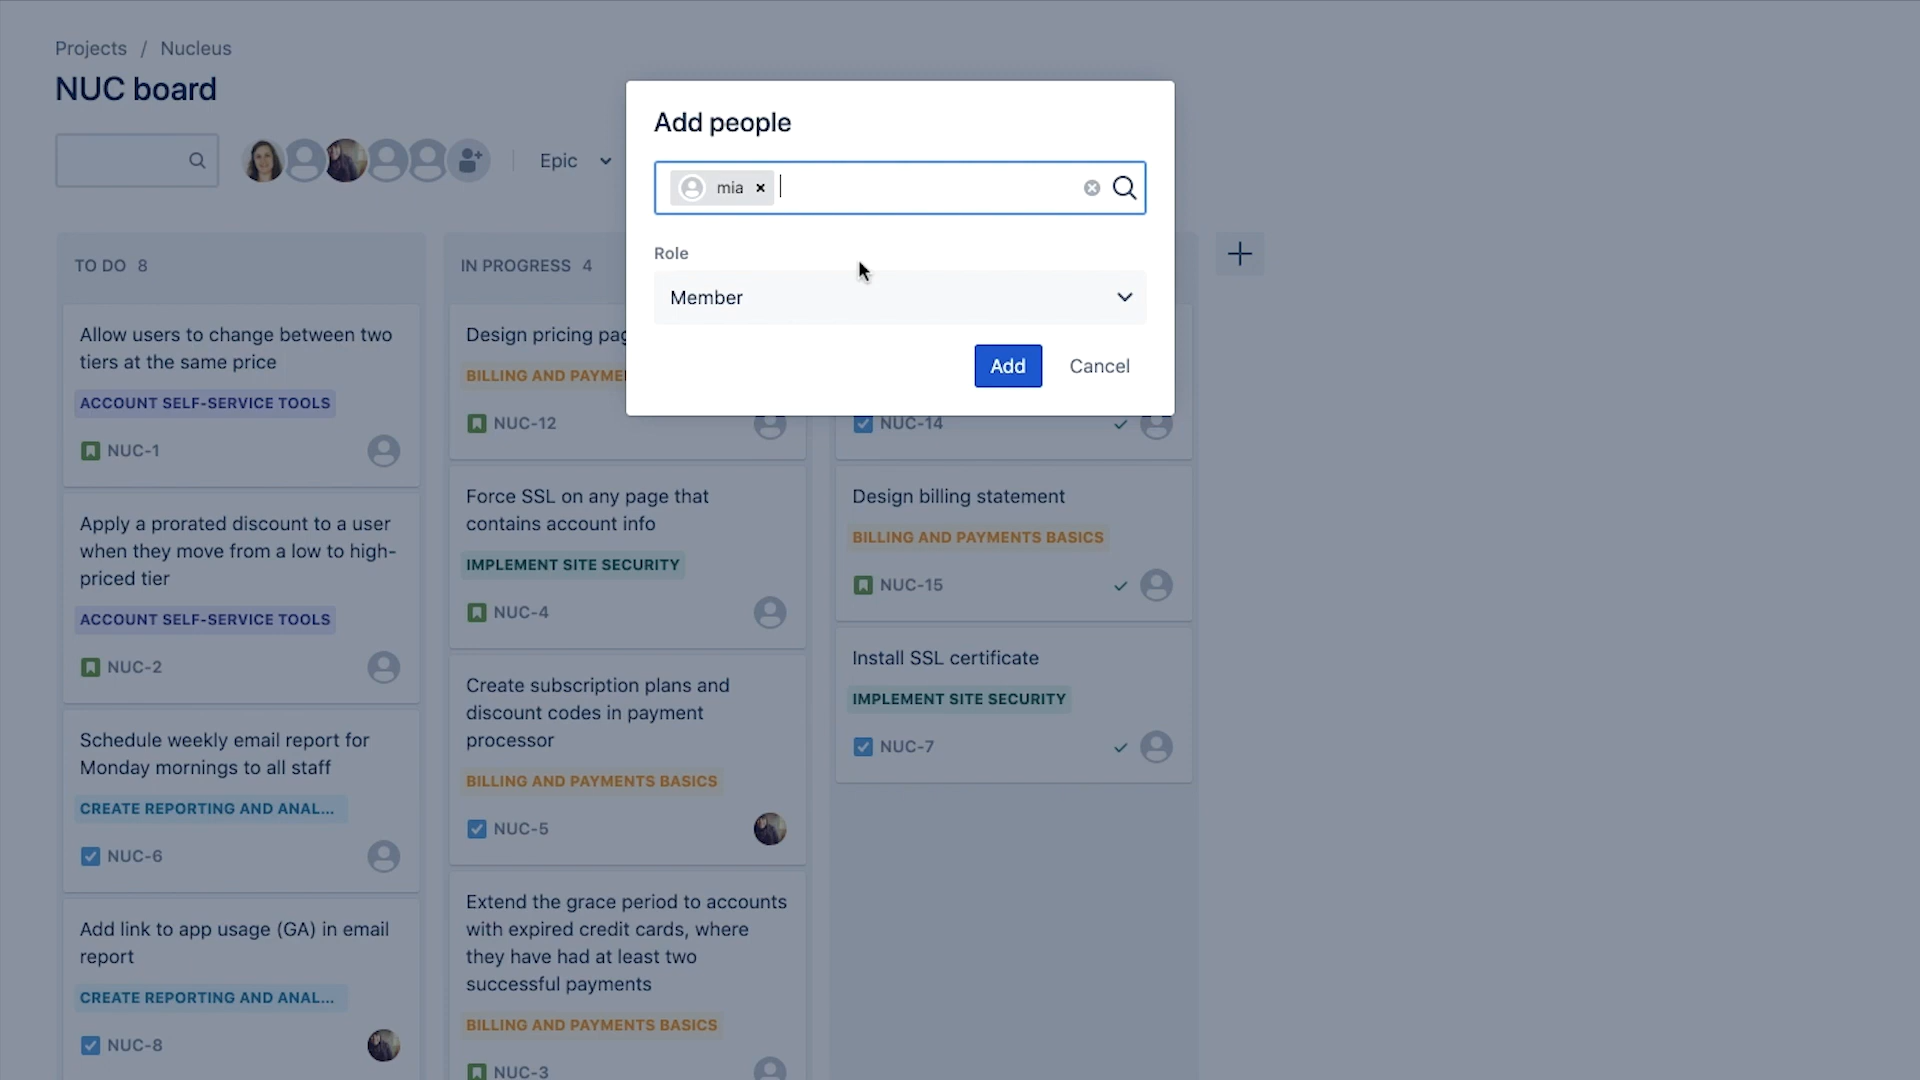 Projects / Nucleus
NUC board
Epic
Add people
mia
Role
Member
Add Cancel
TO DO 8
Allow users to change between two
tiers at the same price
ACCOUNT SELF-SERVICE TOOLS
NUC-1
Apply a prorated discount to a user
when they move from a low to high-
priced tier
ACCOUNT SELF-SERVICE TOOLS
NUC-2
Schedule weekly email report for
Monday mornings to all staff
CREATE REPORTING AND ANAL...
NUC-6
Add link to app usage (GA) in email
report
CREATE REPORTING AND ANAL...
NUC-8
IN PROGRESS 4
Design pricing pag
BILLING AND PAYME
NUC-12
Force SSL on any page that
contains account info
IMPLEMENT SITE SECURITY
NUC-4
Create subscription plans and
discount codes in payment
processor
BILLING AND PAYMENTS BASICS
NUC-5
Extend the grace period to accounts
with expired credit cards, where
they have had at least two
successful payments
BILLING AND PAYMENTS BASICS
NUC-3
NUC-14
Design billing statement
BILLING AND PAYMENTS BASICS
NUC-15
Install SSL certificate
IMPLEMENT SITE SECURITY
NUC-7